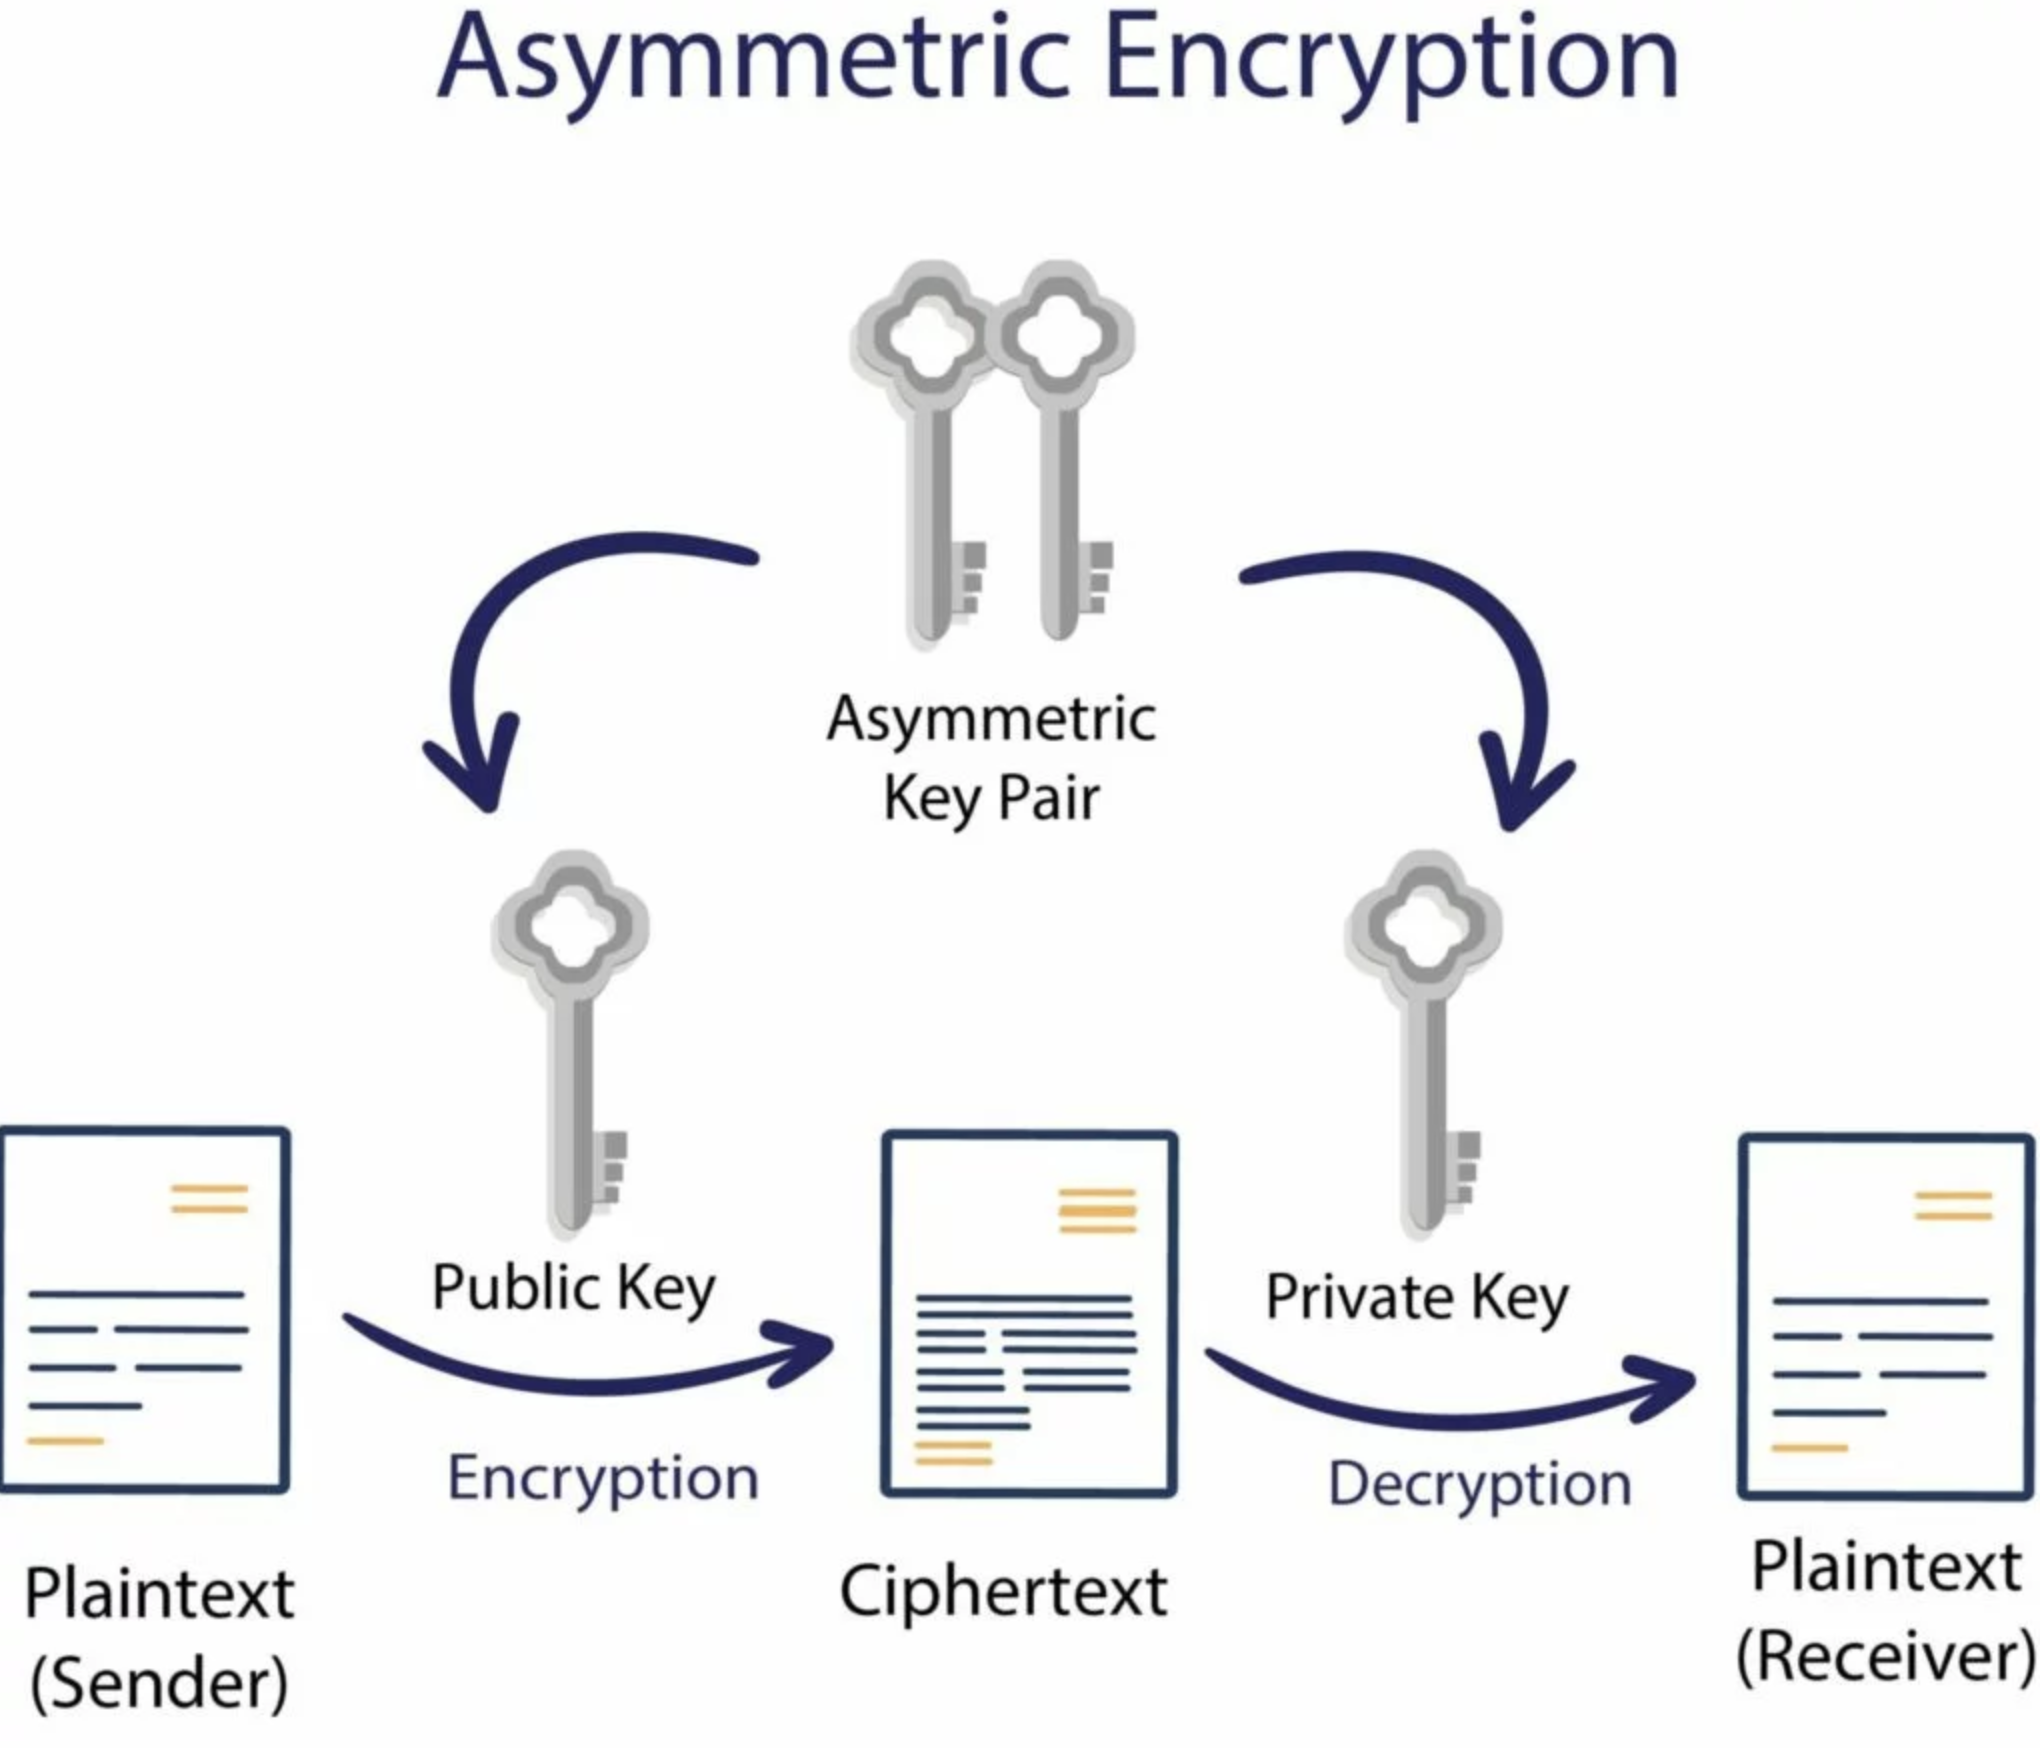 Asymmetric Encryption
Asymmetric
Key Pair
Public Key
Private Key
Encryption
Decryption
Plaintext
(Sender)
Ciphertext
Plaintext
(Receiver)